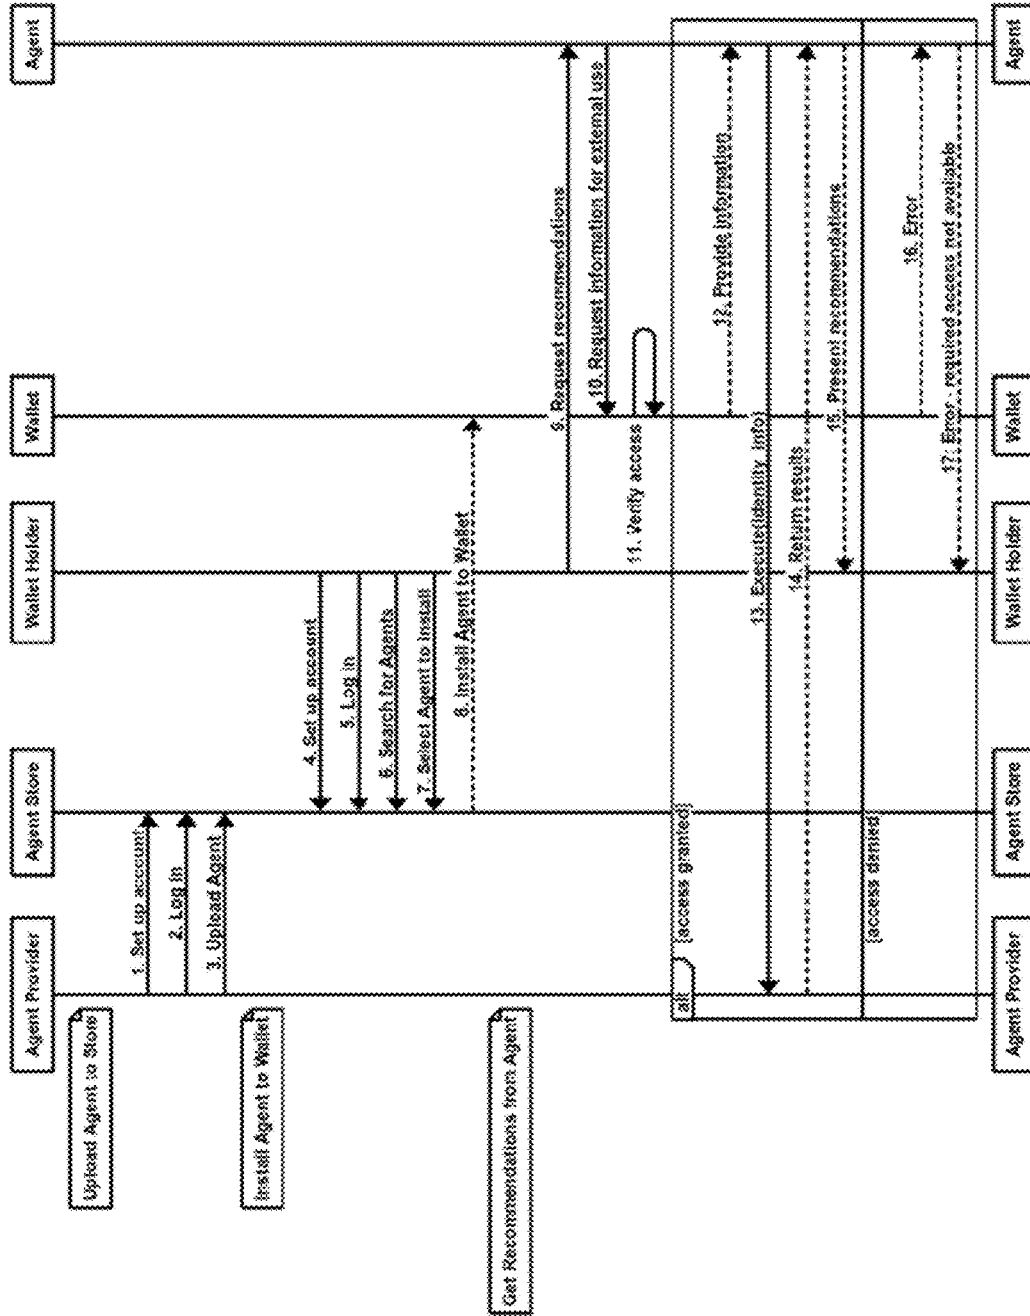 Agent Provider
Agent Store
Wallet Holder
Wallet
Agent
Upload Agent to Store
1. Set up account
2. Log in
3. Upload Agent
Install Agent to Wallet
4. Set up account
5. Log in
6. Search for Agents
7. Select Agent to Install
8. Install Agent to Wallet
Get Recommendations from Agent
9. Request recommendations
10. Request information for external use
11. Verify access
alt
[access granted]
12. Provide information
13. Execute(identity info)
14. Return results
15. Present recommendations
[access denied]
16. Error
17. Error - required access not available
Agent Provider
Agent Store
Wallet Holder
Wallet
Agent